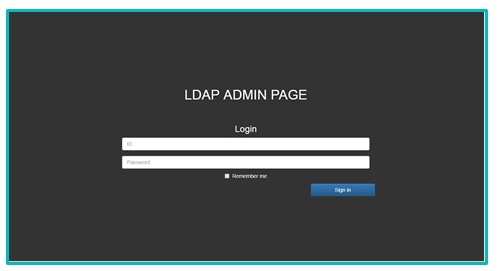 LDAP ADMIN PAGE
Login
ID
Password
Remember me
Sign in